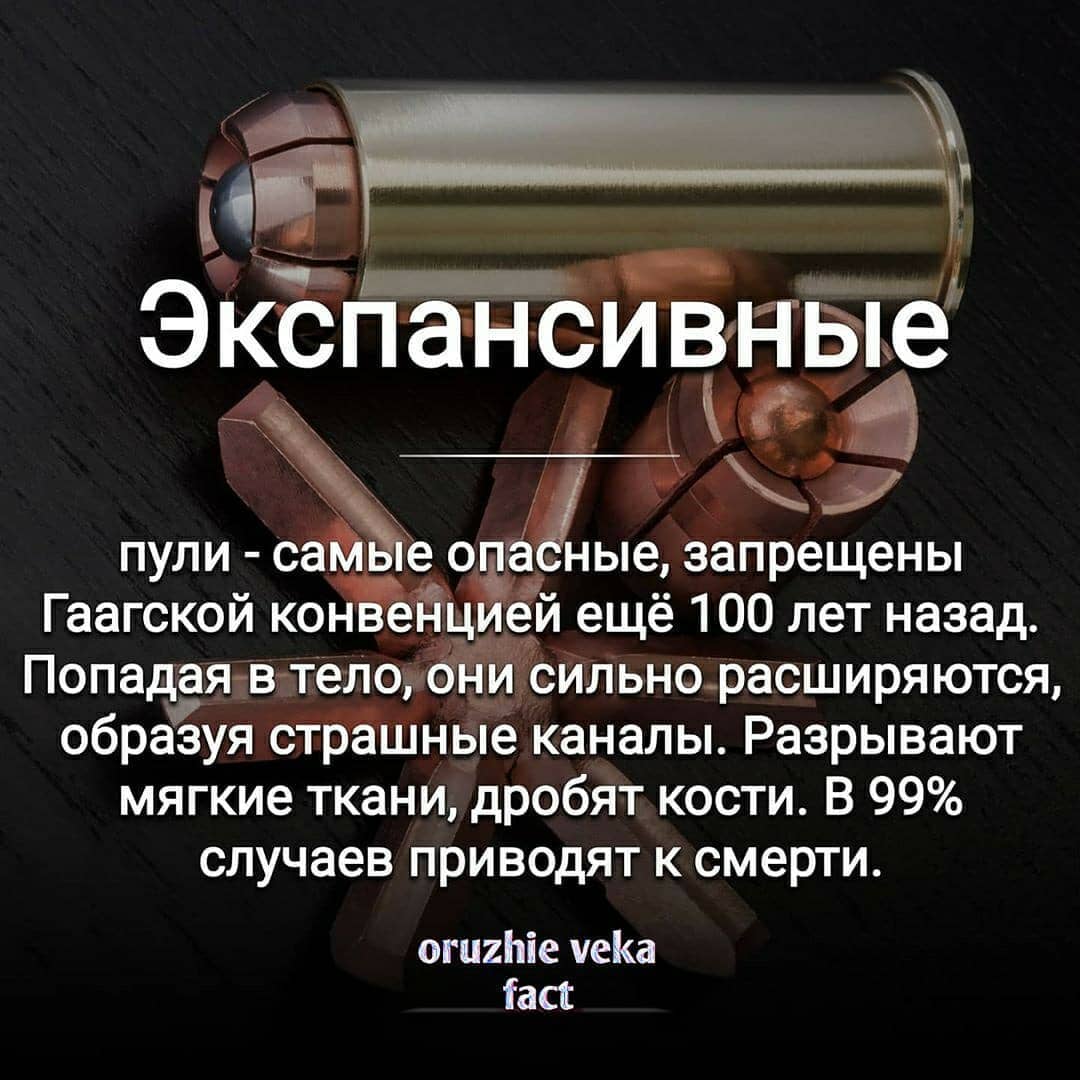 Экспансивные
пули - самые опасные, запрещены
Гаагской конвенцией ещё 100 лет назад.
Попадая в тело, они сильно расширяются,
образуя страшные каналы. Разрывают
мягкие ткани, дробят кости. В 99%
случаев приводят к смерти.
oruzhie veka
fact